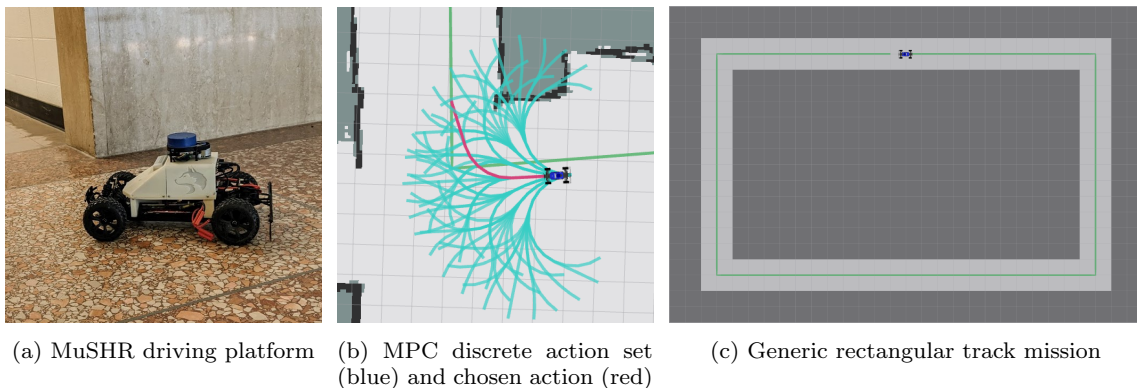 (a) MuSHR driving platform
(b) MPC discrete action set
(blue) and chosen action (red)
(c) Generic rectangular track mission